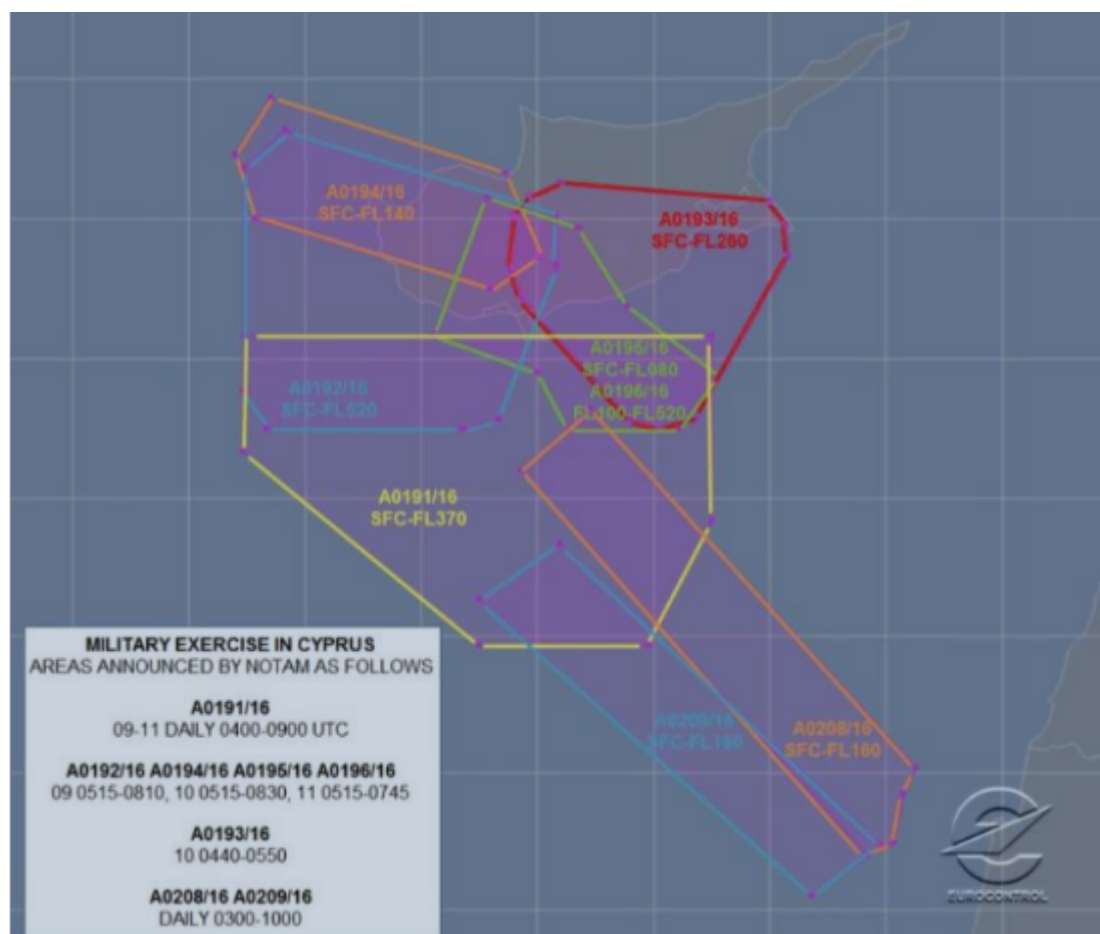 A0194/16
SFC-FL140
A0193/16
SFC-FL260
A0195/16
SFC-FL080
A0196/16
FL100-FL520
A0192/16
SFC-FL520
A0191/16
SFC-FL370
A0209/16
SFC-FL160
A0208/16
SFC-FL160
MILITARY EXERCISE IN CYPRUS
AREAS ANNOUNCED BY NOTAM AS FOLLOWS
A0191/16
09-11 DAILY 0400-0900 UTC
A0192/16 A0194/16 A0195/16 A0196/16
09 0515-0810, 10 0515-0830, 11 0515-0745
A0193/16
10 0440-0550
A0208/16 A0209/16
DAILY 0300-1000
EUROCONTROL